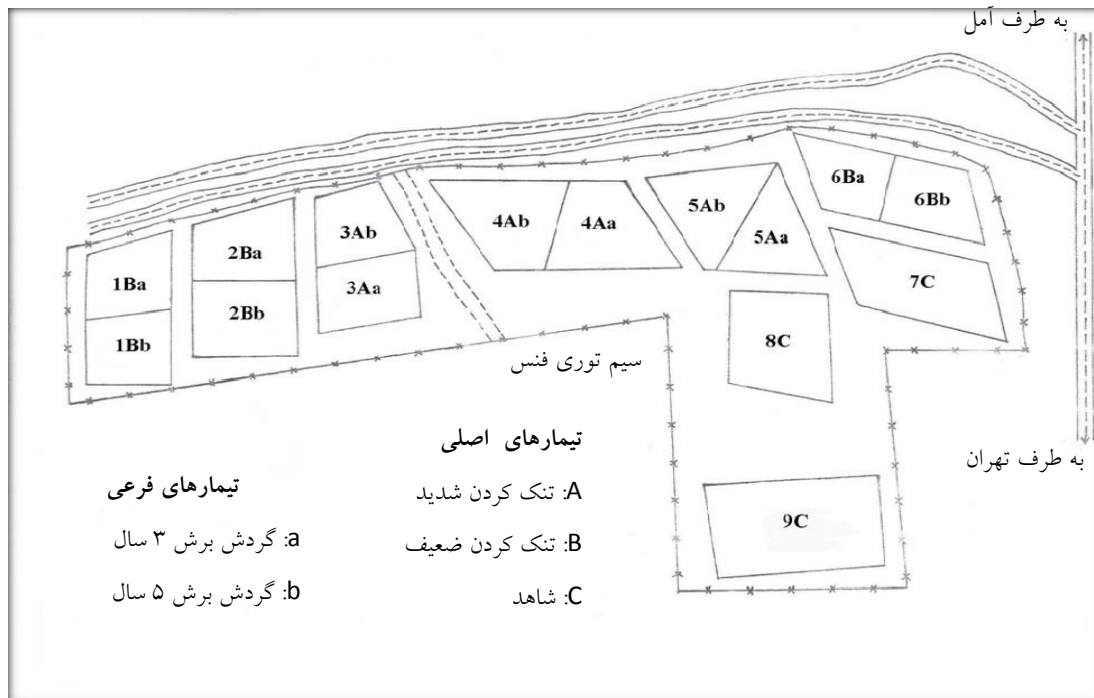 به طرف آمل
6Ba
6Bb
5Ab
5Aa
4Ab
4Aa
3Ab
3Aa
2Ba
2Bb
1Ba
1Bb
7C
8C
سیم توری فنس
به طرف تهران
9C
تیمارهای اصلی
A: تنک کردن شدید
B: تنک کردن ضعیف
C: شاهد
تیمارهای فرعی
a: گردش برش ۳ سال
b: گردش برش ۵ سال